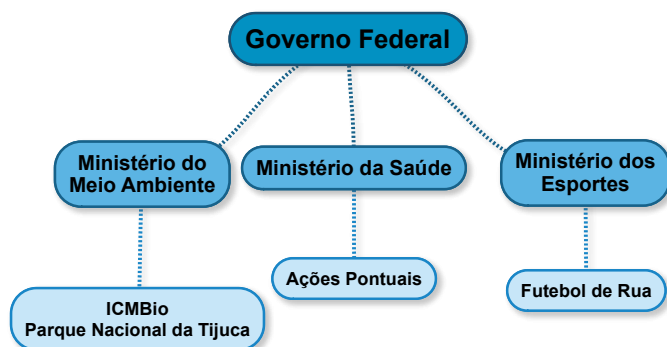 Governo Federal
Ministério do
Meio Ambiente
Ministério da Saúde
Ministério dos
Esportes
Ações Pontuais
Futebol de Rua
ICMBio
Parque Nacional da Tijuca